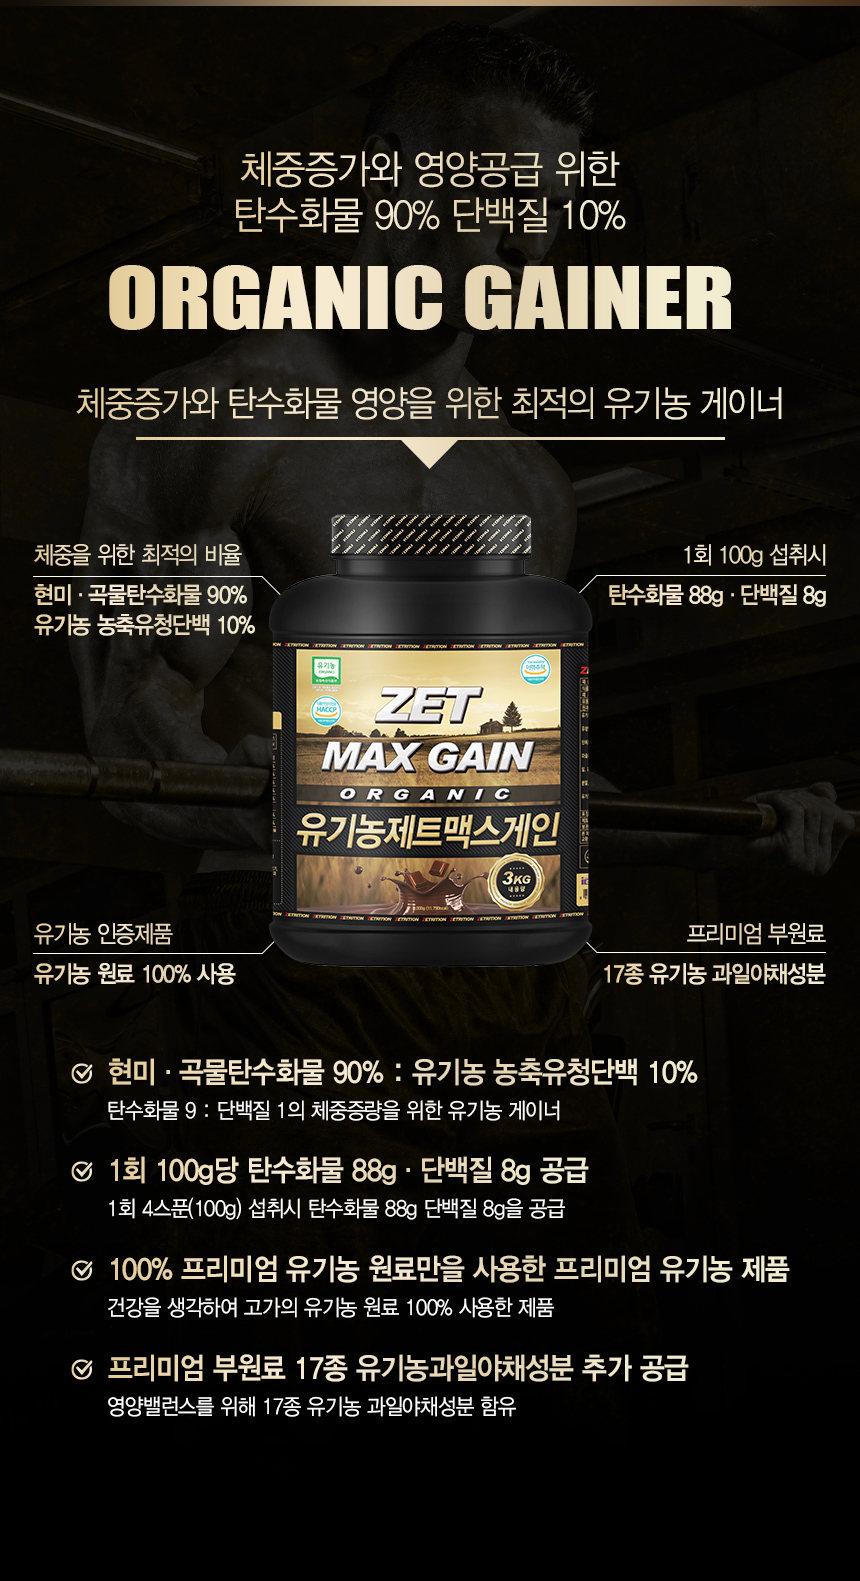 체중증가와 영양공급 위한
탄수화물 90% 단백질 10%
ORGANIC GAINER
체중증가와 탄수화물 영양을 위한 최적의 유기농 게이너
체중을 위한 최적의 비율
현미 · 곡물탄수화물 90%
유기농 농축유청단백 10%
1회 100g 섭취시
탄수화물 88g · 단백질 8g
유기농
HACCP
ZET
MAX GAIN
ORGANIC
유기농제트맥스게인
3KG
내용량
유기농 인증제품
유기농 원료 100% 사용
프리미엄 부원료
17종 유기농 과일야채성분
현미 · 곡물탄수화물 90% : 유기농 농축유청단백 10%
탄수화물 9 : 단백질 1의 체중증량을 위한 유기농 게이너
1회 100g당 탄수화물 88g · 단백질 8g 공급
1회 4스푼(100g) 섭취시 탄수화물 88g 단백질 8g을 공급
100% 프리미엄 유기농 원료만을 사용한 프리미엄 유기농 제품
건강을 생각하여 고가의 유기농 원료 100% 사용한 제품
프리미엄 부원료 17종 유기농과일야채성분 추가 공급
영양밸런스를 위해 17종 유기농 과일야채성분 함유